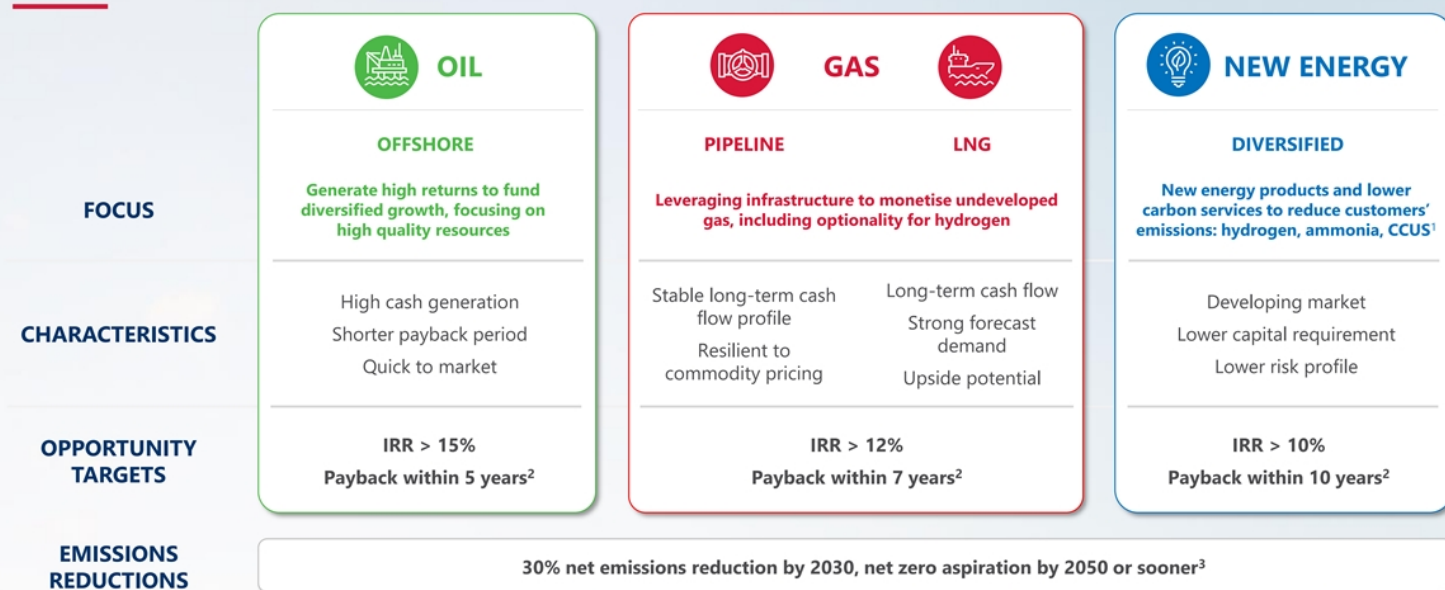 OIL
GAS
NEW ENERGY
OFFSHORE
PIPELINE
LNG
DIVERSIFIED
FOCUS
Generate high returns to fund
diversified growth, focusing on
high quality resources
Leveraging infrastructure to monetise undeveloped
gas, including optionality for hydrogen
New energy products and lower
carbon services to reduce customers’
emissions: hydrogen, ammonia, CCUS¹
CHARACTERISTICS
High cash generation
Shorter payback period
Quick to market
Stable long-term cash
flow profile
Resilient to
commodity pricing
Long-term cash flow
Strong forecast
demand
Upside potential
Developing market
Lower capital requirement
Lower risk profile
OPPORTUNITY
TARGETS
IRR > 15%
Payback within 5 years²
IRR > 12%
Payback within 7 years²
IRR > 10%
Payback within 10 years²
EMISSIONS
REDUCTIONS
30% net emissions reduction by 2030, net zero aspiration by 2050 or sooner³